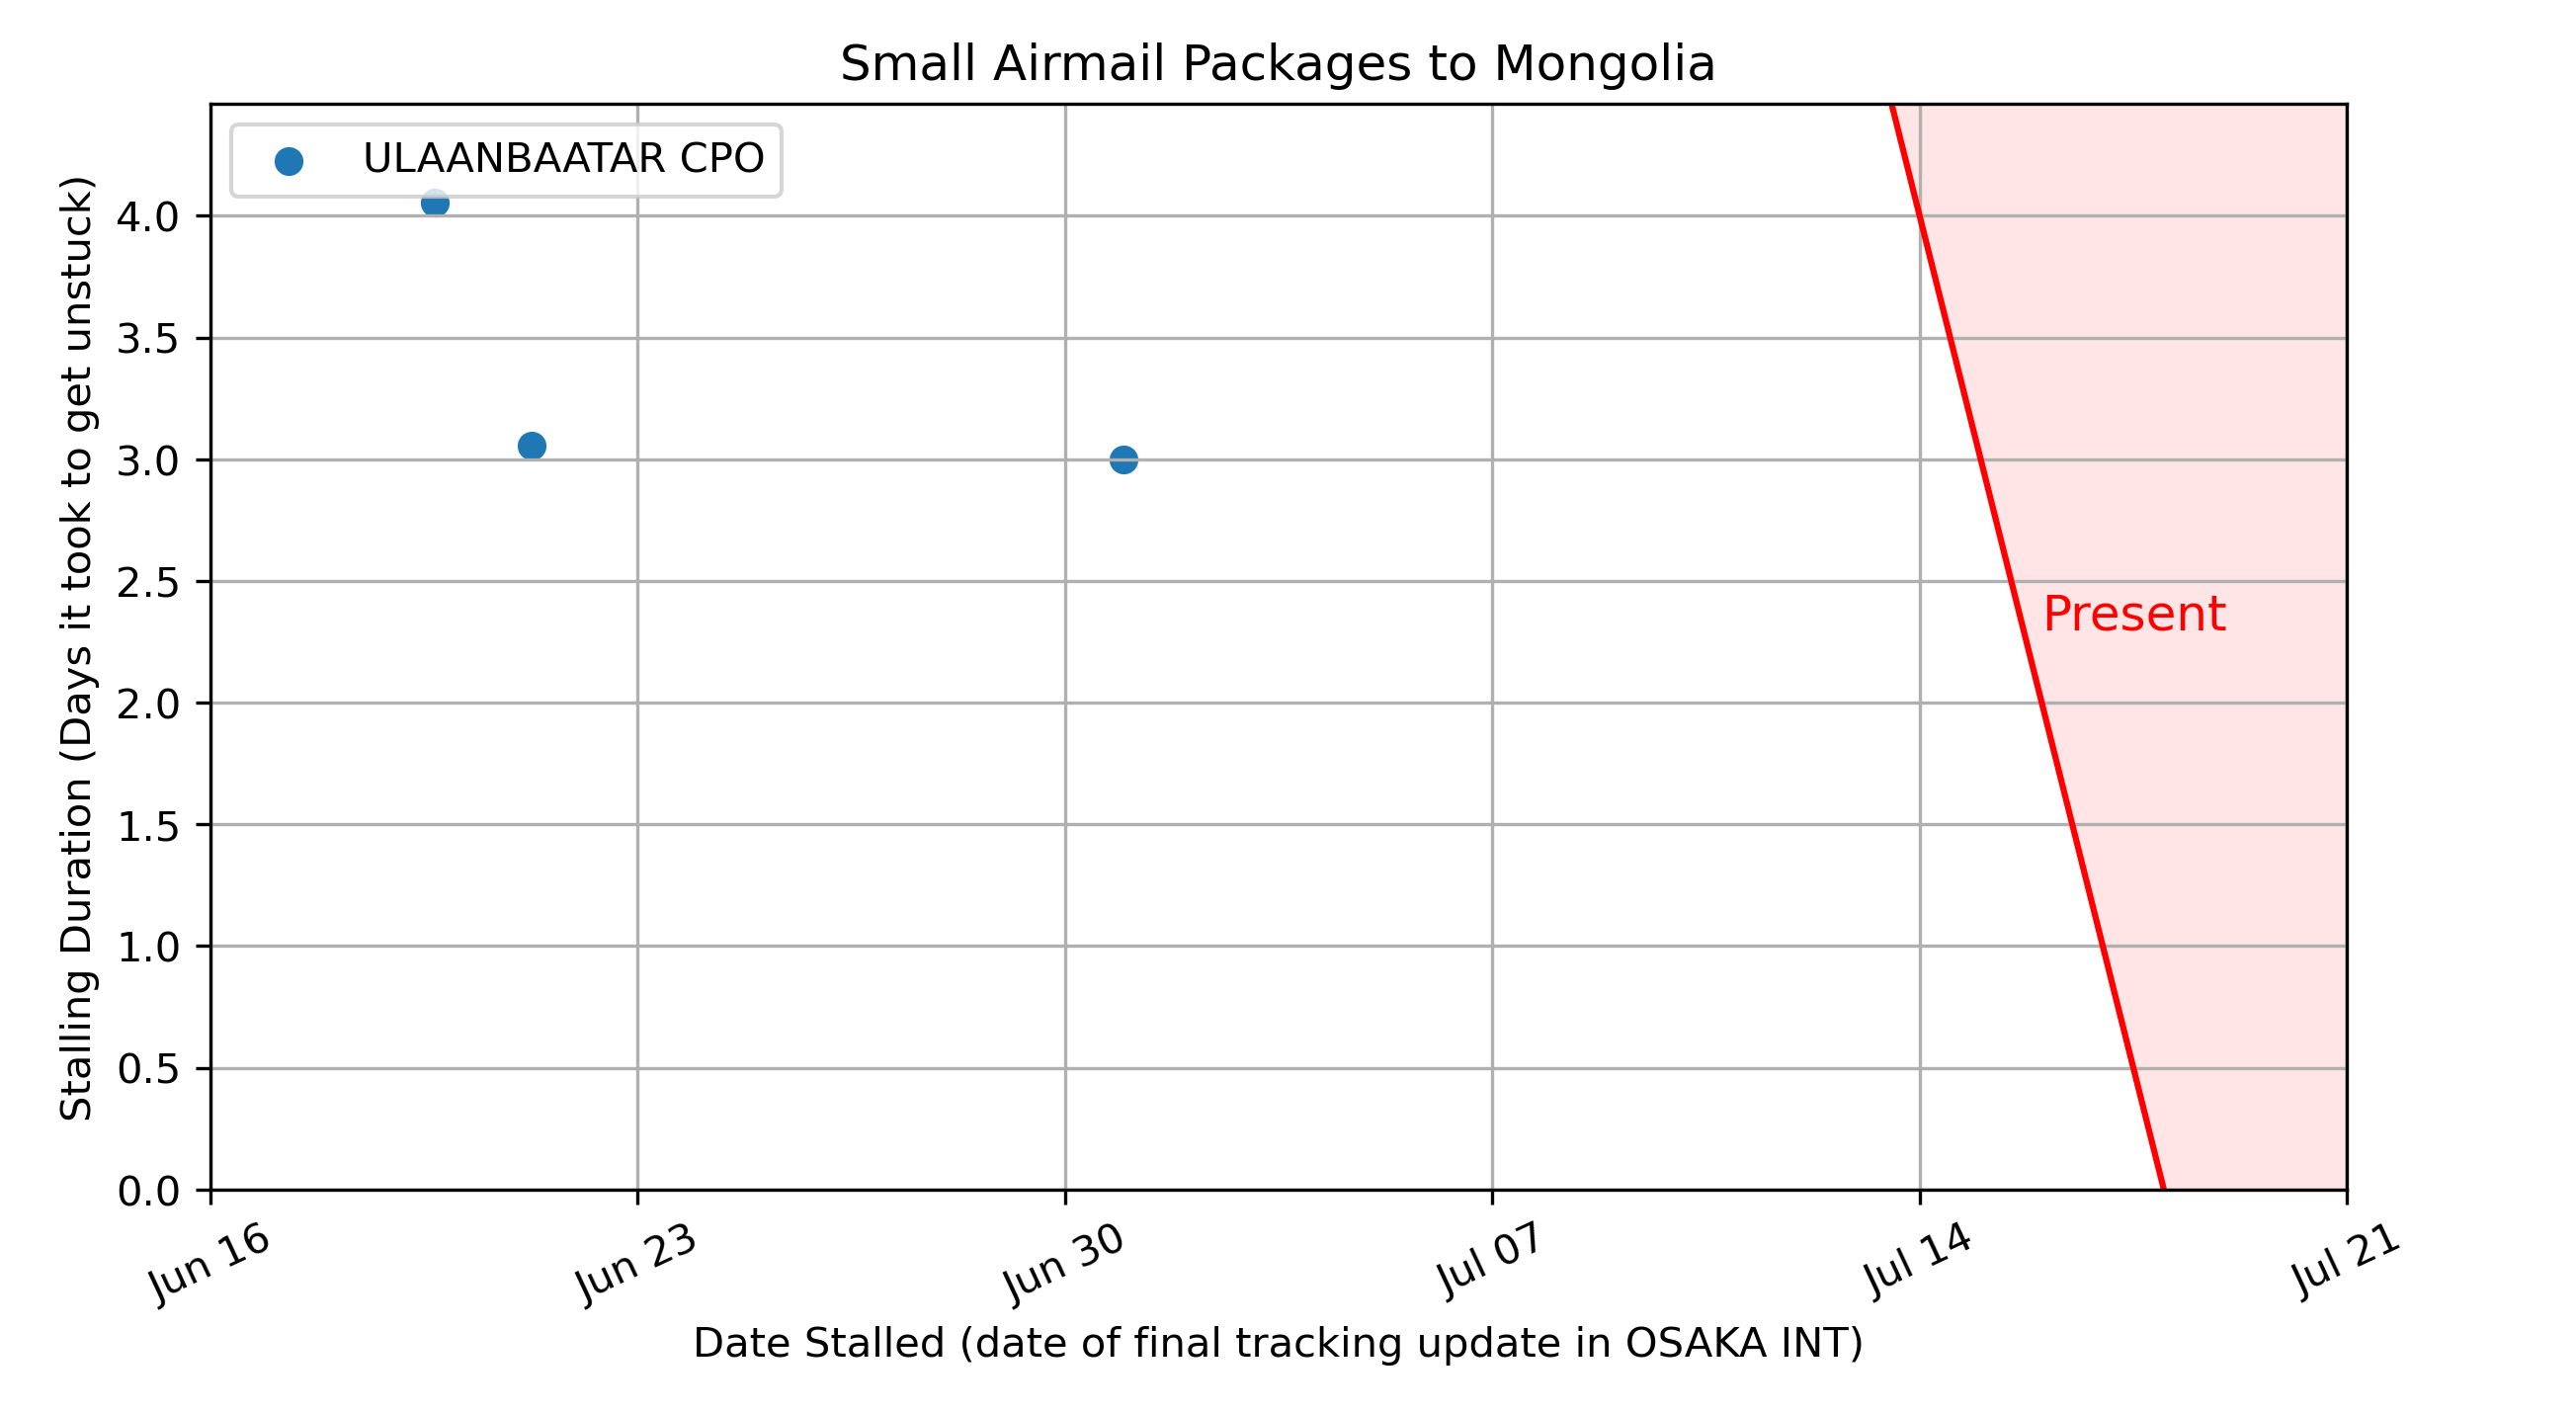 Small Airmail Packages to Mongolia
ULAANBAATAR CPO
Stalling Duration (Days it took to get unstuck)
4.0
3.5
3.0
2.5
2.0
1.5
1.0
0.5
0.0
Present
Jun 16
Jun 23
Jun 30
Jul 07
Jul 14
Jul 21
Date Stalled (date of final tracking update in OSAKA INT)